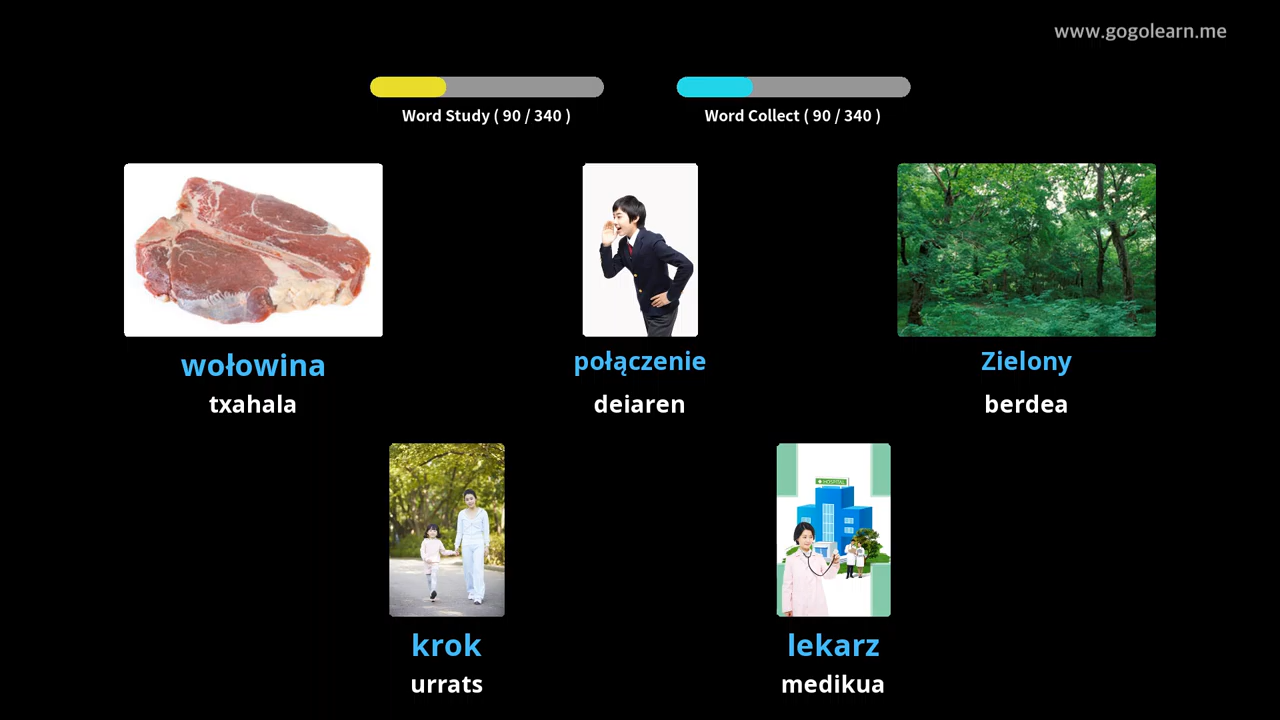 www.gogolearn.me
Word Study ( 90 / 340 )
Word Collect ( 90 / 340 )
wołowina
txahala
połączenie
deiaren
Zielony
berdea
HOSPITAL
krok
urrats
lekarz
medikua